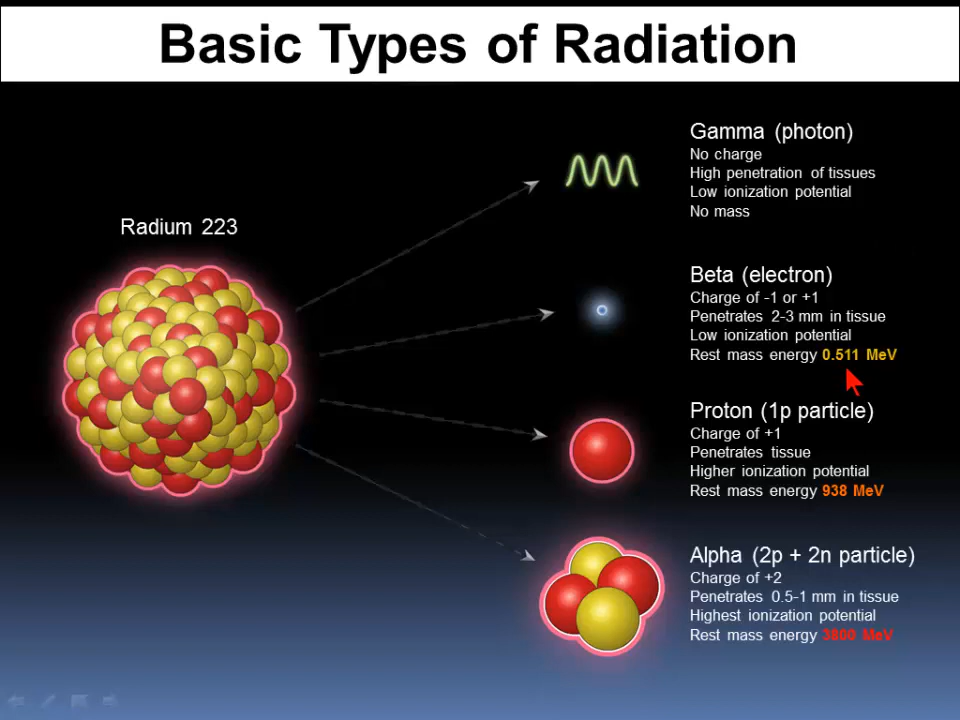 Basic Types of Radiation
Radium 223
Gamma (photon)
No charge
High penetration of tissues
Low ionization potential
No mass
Beta (electron)
Charge of -1 or +1
Penetrates 2-3 mm in tissue
Low ionization potential
Rest mass energy 0.511 MeV
Proton (1p particle)
Charge of +1
Penetrates tissue
Higher ionization potential
Rest mass energy 938 MeV
Alpha (2p + 2n particle)
Charge of +2
Penetrates 0.5-1 mm in tissue
Highest ionization potential
Rest mass energy 3800 MeV